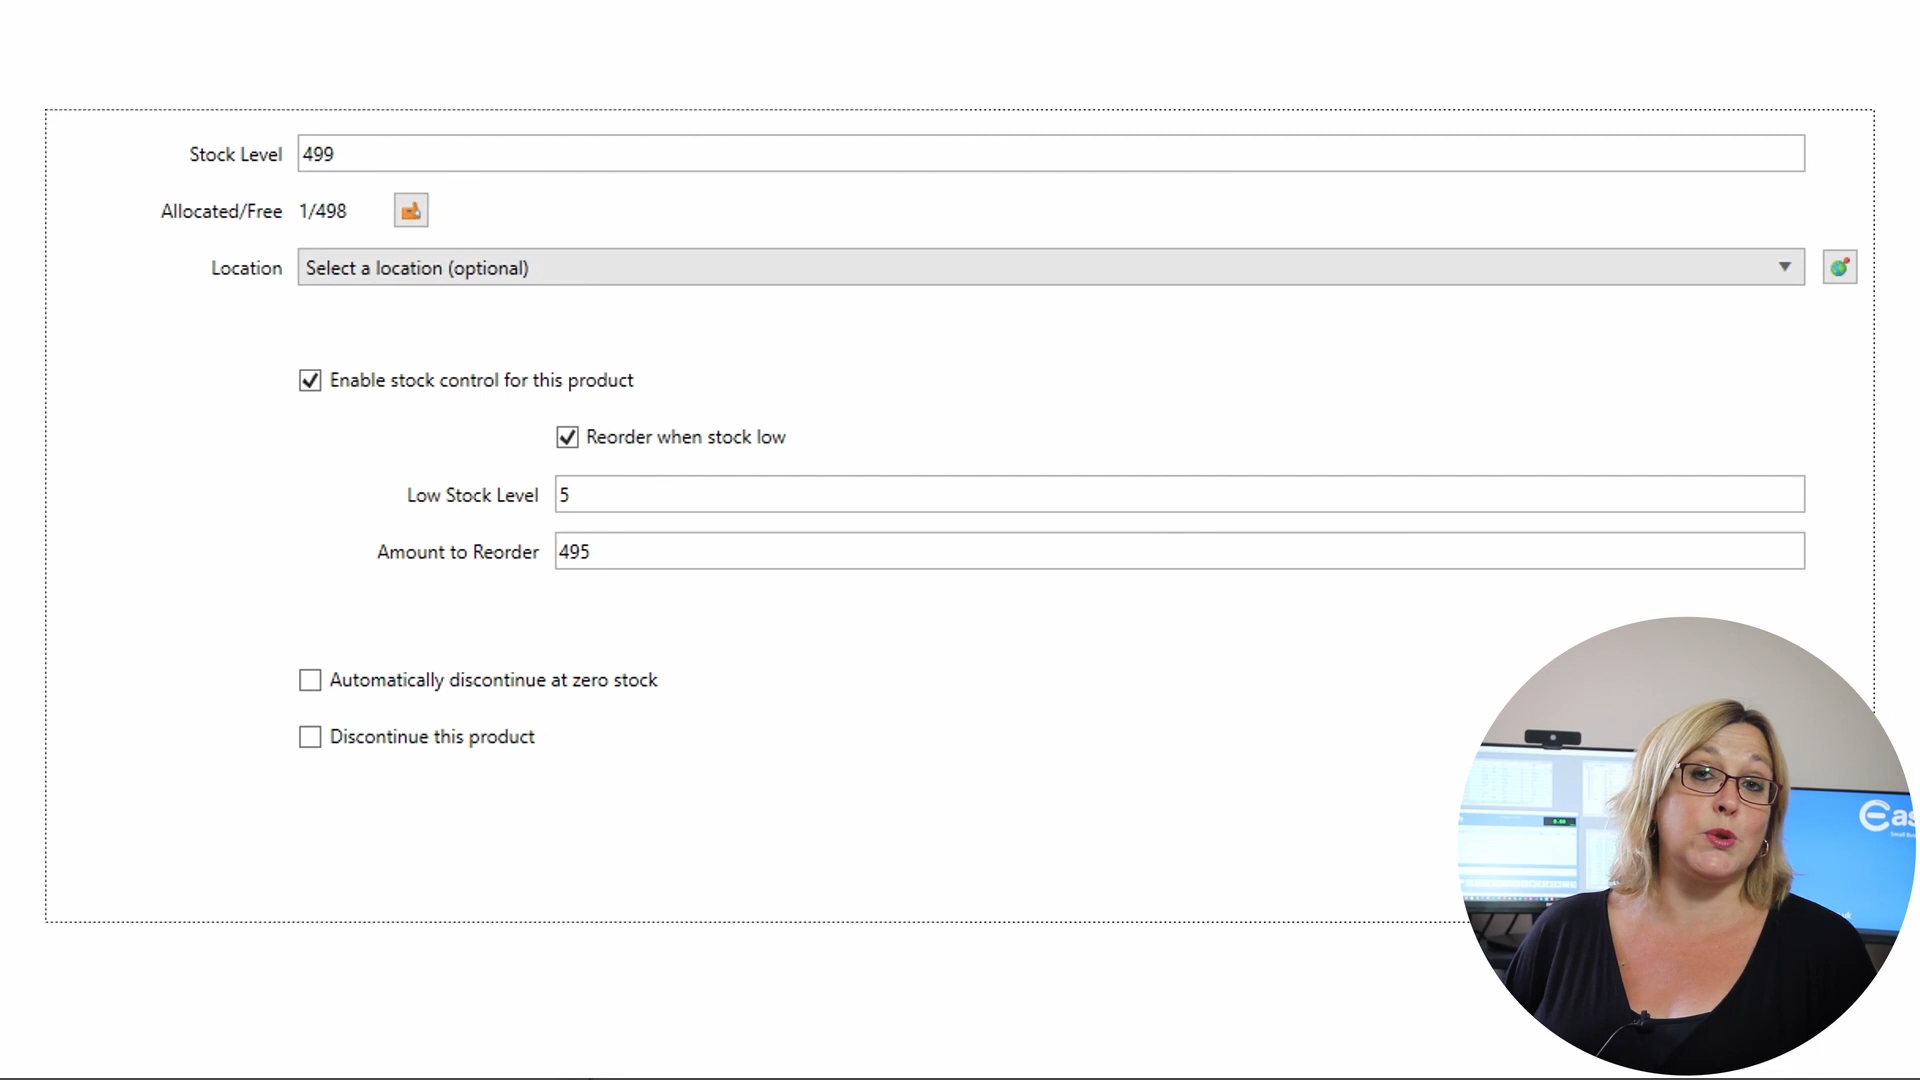 Stock Level 499
Allocated/Free 1/498
Location Select a location (optional)
Enable stock control for this product
Reorder when stock low
Low Stock Level 5
Amount to Reorder 495
Automatically discontinue at zero stock
Discontinue this product
Eas